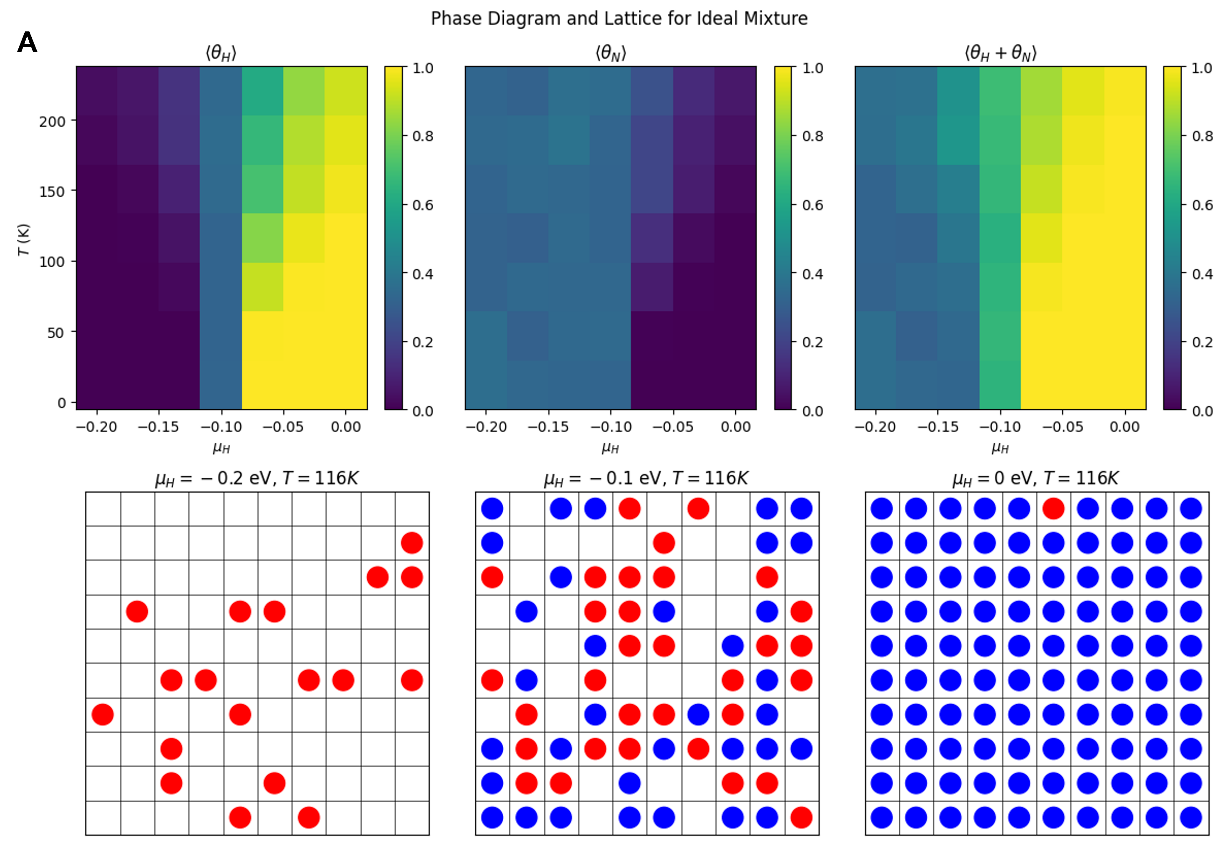 Phase Diagram and Lattice for Ideal Mixture
A
⟨θ_H⟩
⟨θ_N⟩
⟨θ_H + θ_N⟩
T (K)
200
150
100
50
0
1.0
0.8
0.6
0.4
0.2
0.0
1.0
0.8
0.6
0.4
0.2
0.0
1.0
0.8
0.6
0.4
0.2
0.0
−0.20 −0.15 −0.10 −0.05 0.00
−0.20 −0.15 −0.10 −0.05 0.00
−0.20 −0.15 −0.10 −0.05 0.00
μ_H
μ_H
μ_H
μ_H = −0.2 eV, T = 116K
μ_H = −0.1 eV, T = 116K
μ_H = 0 eV, T = 116K